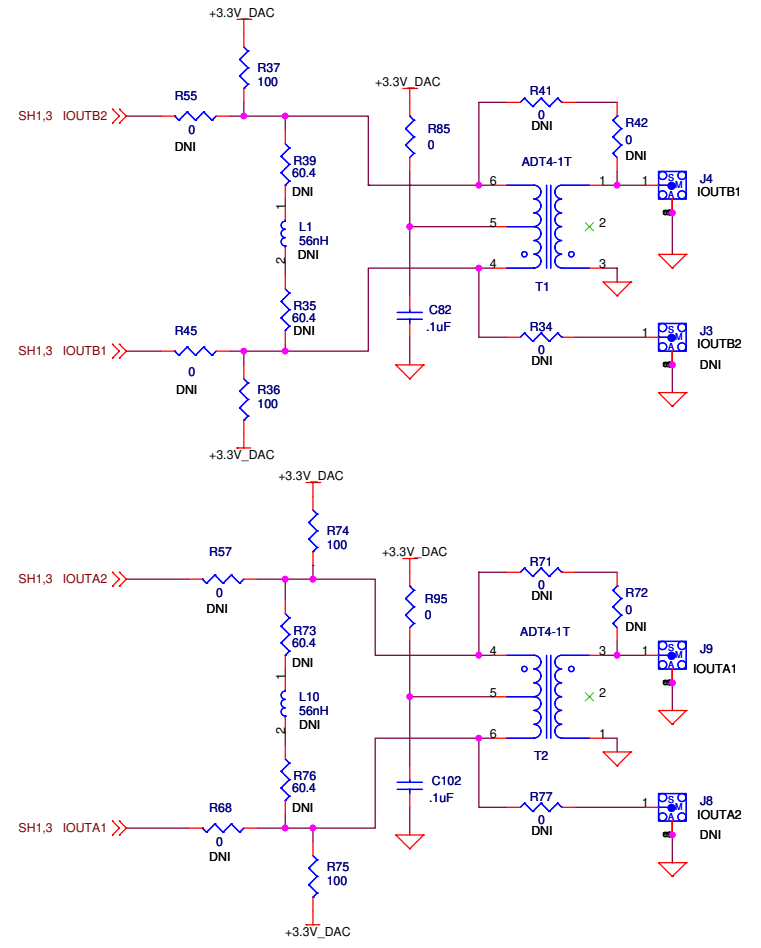 +3.3V_DAC
R37
100
R55
0
DNI
SH1,3 IOUTB2
+3.3V_DAC
R85
0
R41
0
DNI
R42
0
DNI
R39
60.4
DNI
1
L1
56nH
DNI
2
R35
60.4
DNI
ADT4-1T
6
5
4
1
2
3
T1
1
S
M
A
J4
IOUTB1
C82
.1uF
R45
0
DNI
SH1,3 IOUTB1
R36
100
+3.3V_DAC
R34
0
DNI
1
S
M
A
J3
IOUTB2
DNI
+3.3V_DAC
R74
100
R57
0
DNI
SH1,3 IOUTA2
+3.3V_DAC
R95
0
R71
0
DNI
R72
0
DNI
R73
60.4
DNI
1
L10
56nH
DNI
2
R76
60.4
DNI
ADT4-1T
4
5
6
3
2
1
T2
1
S
M
A
J9
IOUTA1
C102
.1uF
R68
0
DNI
SH1,3 IOUTA1
R75
100
+3.3V_DAC
R77
0
DNI
1
S
M
A
J8
IOUTA2
DNI